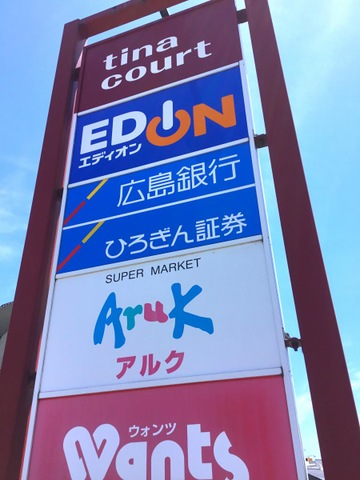 tina
court
EDION
エディオン
広島銀行
ひろぎん証券
SUPER MARKET
Aruk
アルク
ウォンツ
Wants